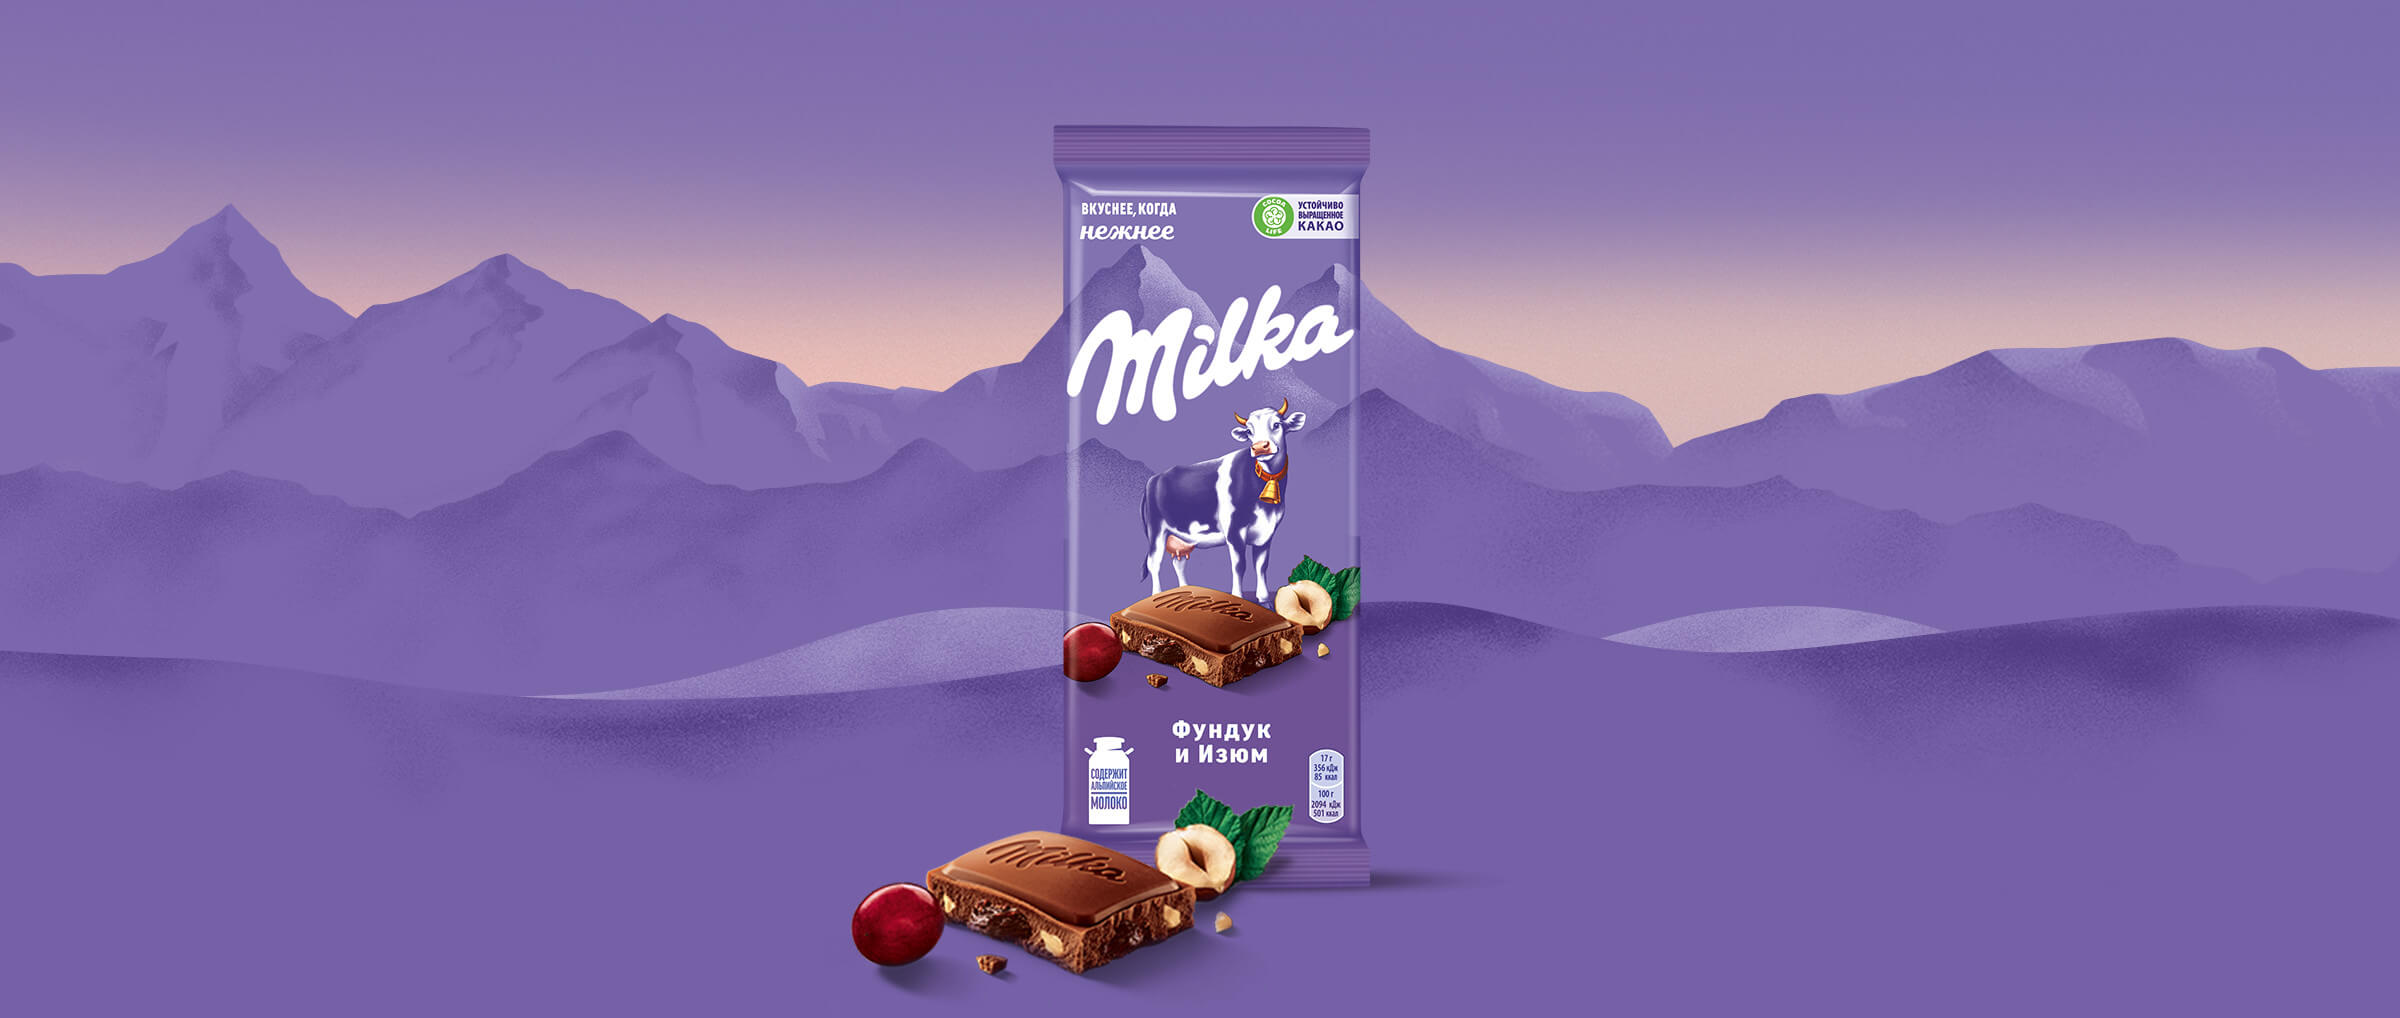 ВКУСНЕЕ, КОГДА
нежнее
COCOA
LIFE
УСТОЙЧИВО
ВЫРАЩЕННОЕ
КАКАО
Milka
Milka
Фундук
и Изюм
СОДЕРЖИТ
АЛЬПИЙСКОЕ
МОЛОКО
17 г
356 кДж
85 ккал
100 г
2094 кДж
501 ккал
Milka